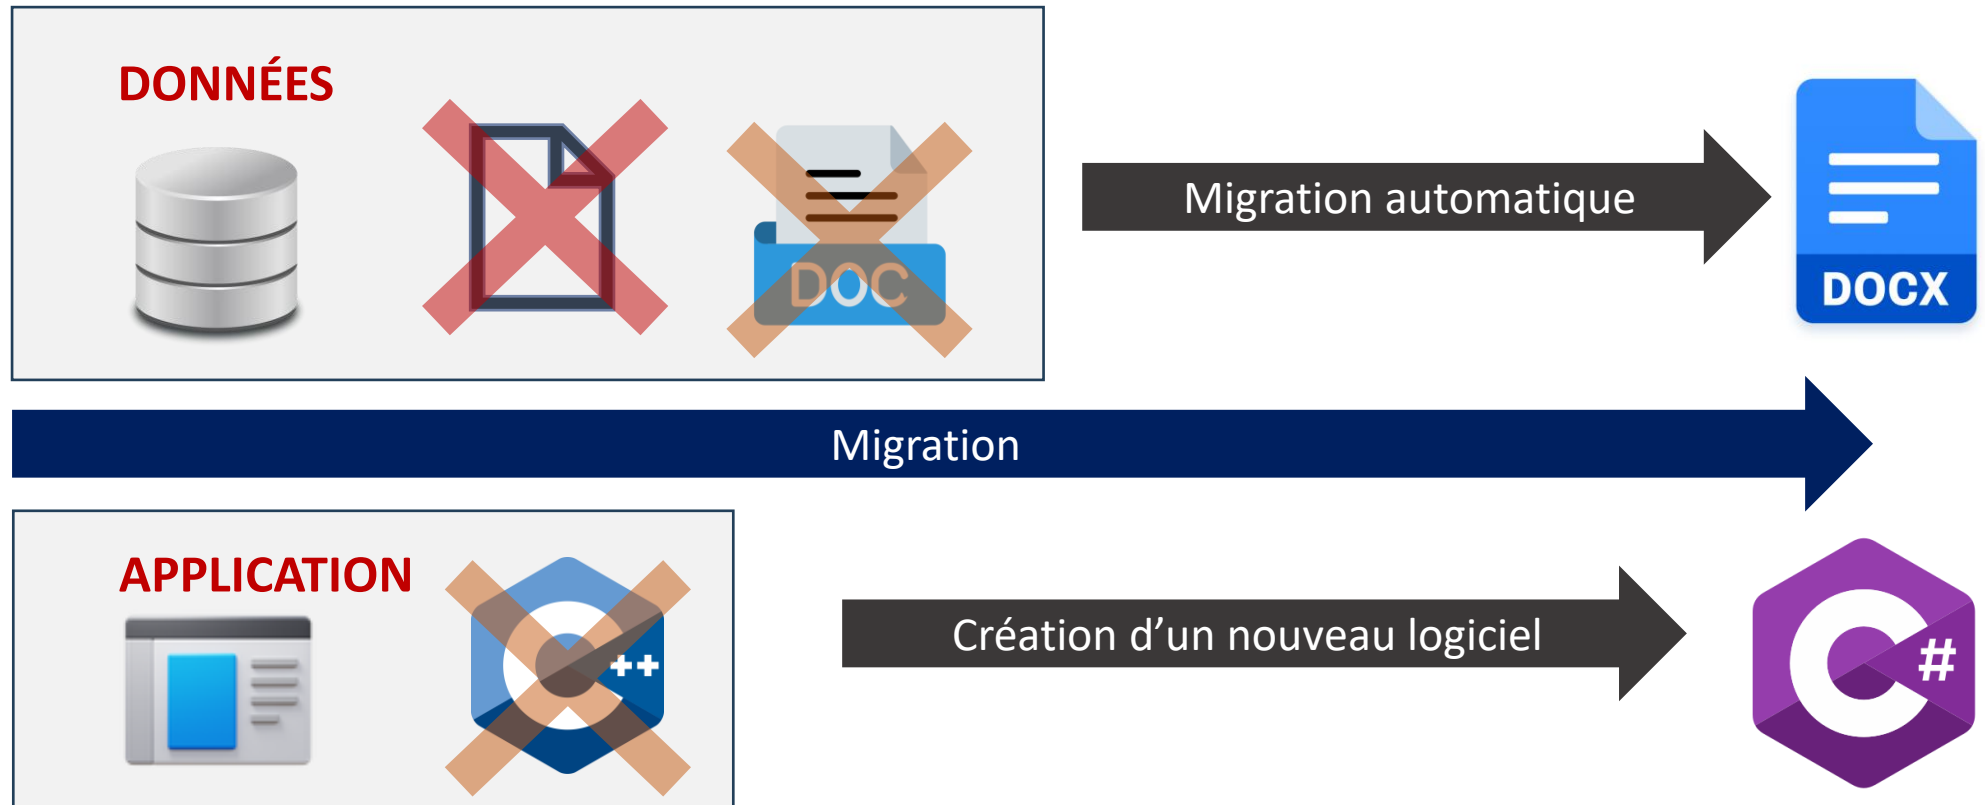 DONNÉES
DOC
Migration automatique
DOCX
Migration
APPLICATION
C++
Création d’un nouveau logiciel
C#